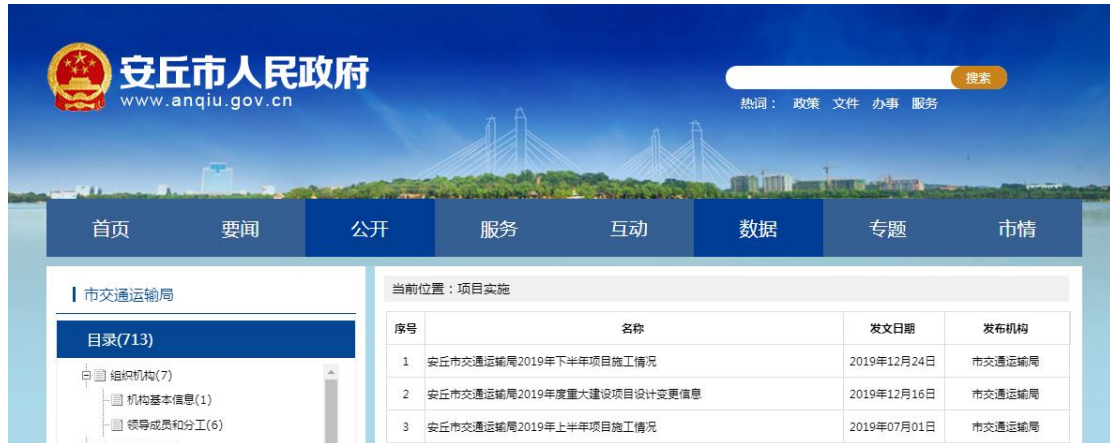 安丘市人民政府
www.anqiu.gov.cn
搜索
热词： 政策 文件 办事 服务
首页 要闻 公开 服务 互动 数据 专题 市情
市交通运输局
目录(713)
组织机构(7)
机构基本信息(1)
领导成员和分工(6)
当前位置：项目实施
序号 名称 发文日期 发布机构
1 安丘市交通运输局2019年下半年项目施工情况 2019年12月24日 市交通运输局
2 安丘市交通运输局2019年度重大建设项目设计变更信息 2019年12月16日 市交通运输局
3 安丘市交通运输局2019年上半年项目施工情况 2019年07月01日 市交通运输局